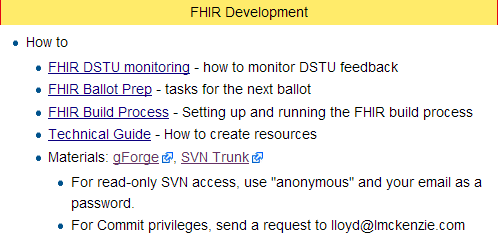 FHIR Development
How to
FHIR DSTU monitoring - how to monitor DSTU feedback
FHIR Ballot Prep - tasks for the next ballot
FHIR Build Process - Setting up and running the FHIR build process
Technical Guide - How to create resources
Materials: gForge, SVN Trunk
For read-only SVN access, use "anonymous" and your email as a
password.
For Commit privileges, send a request to lloyd@lmckenzie.com